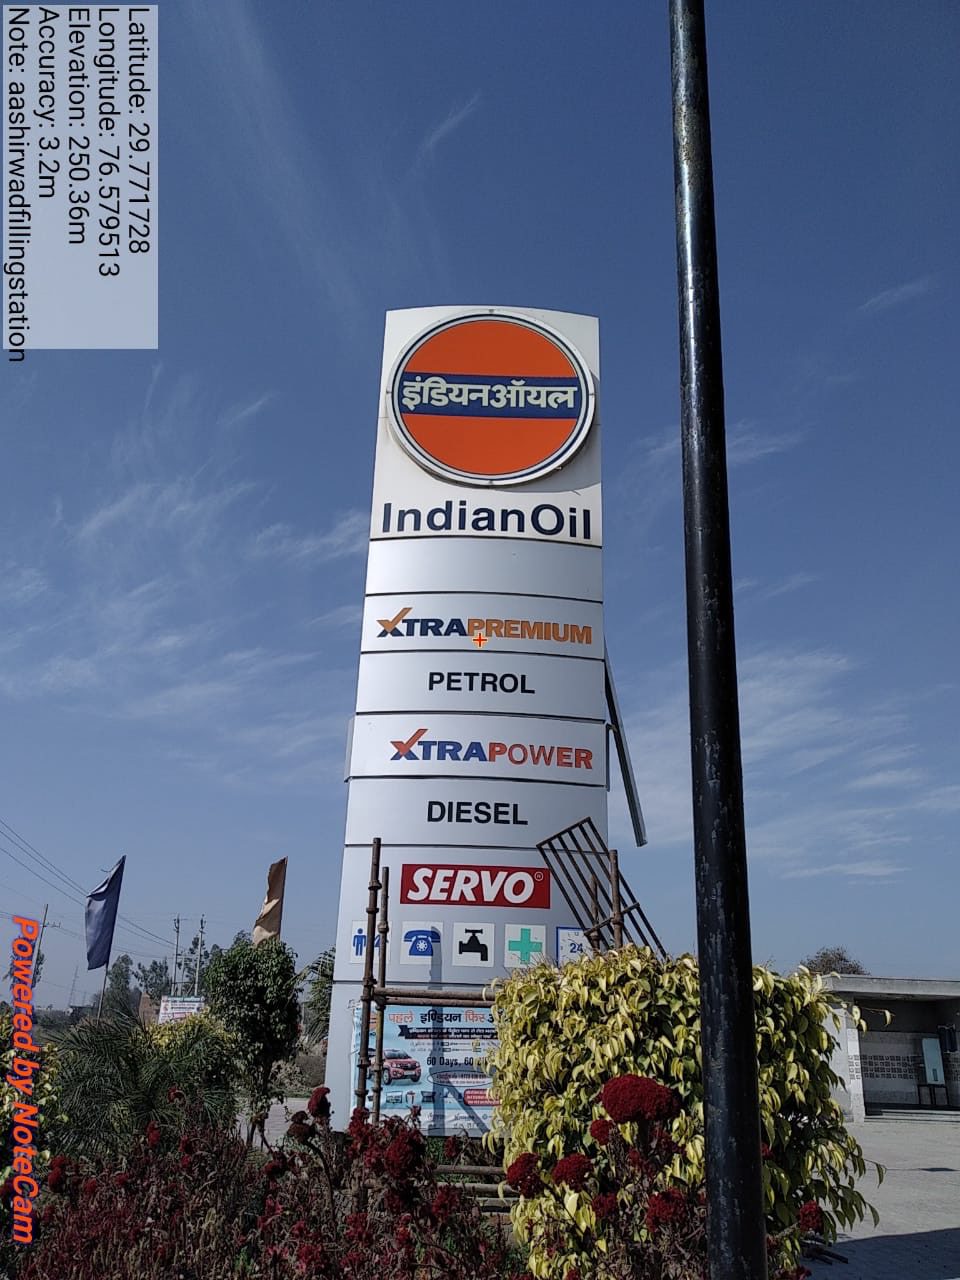 Latitude: 29.771728
Longitude: 76.579513
Elevation: 250.36m
Accuracy: 3.2m
Note: aashirwadfillingstation
इंडियनऑयल
IndianOil
XTRAPREMIUM
PETROL
XTRAPOWER
DIESEL
SERVO®
24
पहले इण्डियन फिर
60 Days, 60
Powered by NoteCam